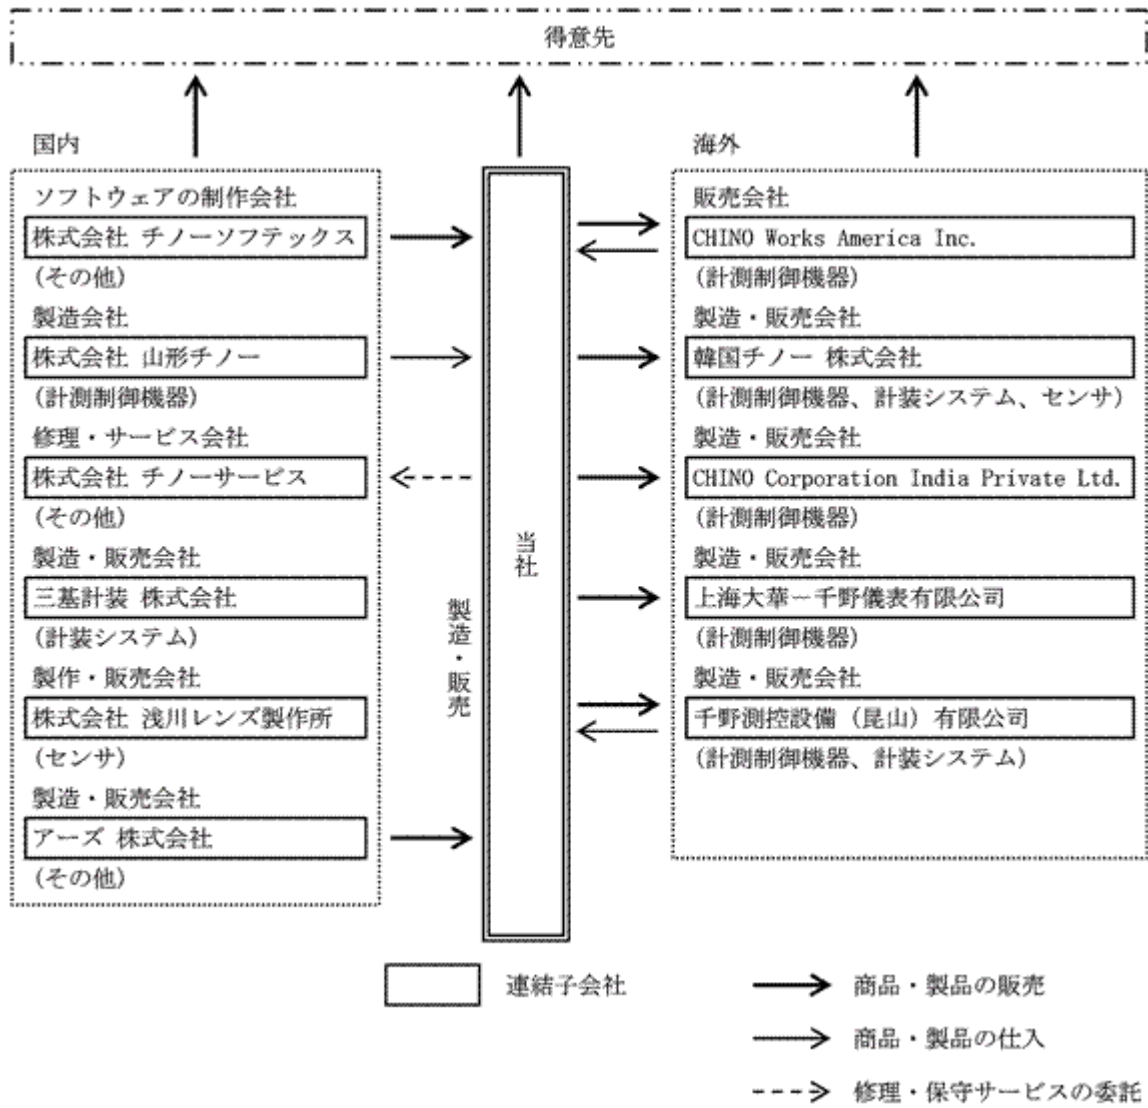 得意先
国内
ソフトウェアの制作会社
株式会社 チノーソフテックス
(その他)
製造会社
株式会社 山形チノー
(計測制御機器)
修理・サービス会社
株式会社 チノーサービス
(その他)
製造・販売会社
三基計装 株式会社
(計装システム)
製作・販売会社
株式会社 浅川レンズ製作所
(センサ)
製造・販売会社
アーズ 株式会社
(その他)
製造・販売
当社
海外
販売会社
CHINO Works America Inc.
(計測制御機器)
製造・販売会社
韓国チノー 株式会社
(計測制御機器、計装システム、センサ)
製造・販売会社
CHINO Corporation India Private Ltd.
(計測制御機器)
製造・販売会社
上海大華－千野儀表有限公司
(計測制御機器)
製造・販売会社
千野測控設備（昆山）有限公司
(計測制御機器、計装システム)
連結子会社
商品・製品の販売
商品・製品の仕入
修理・保守サービスの委託